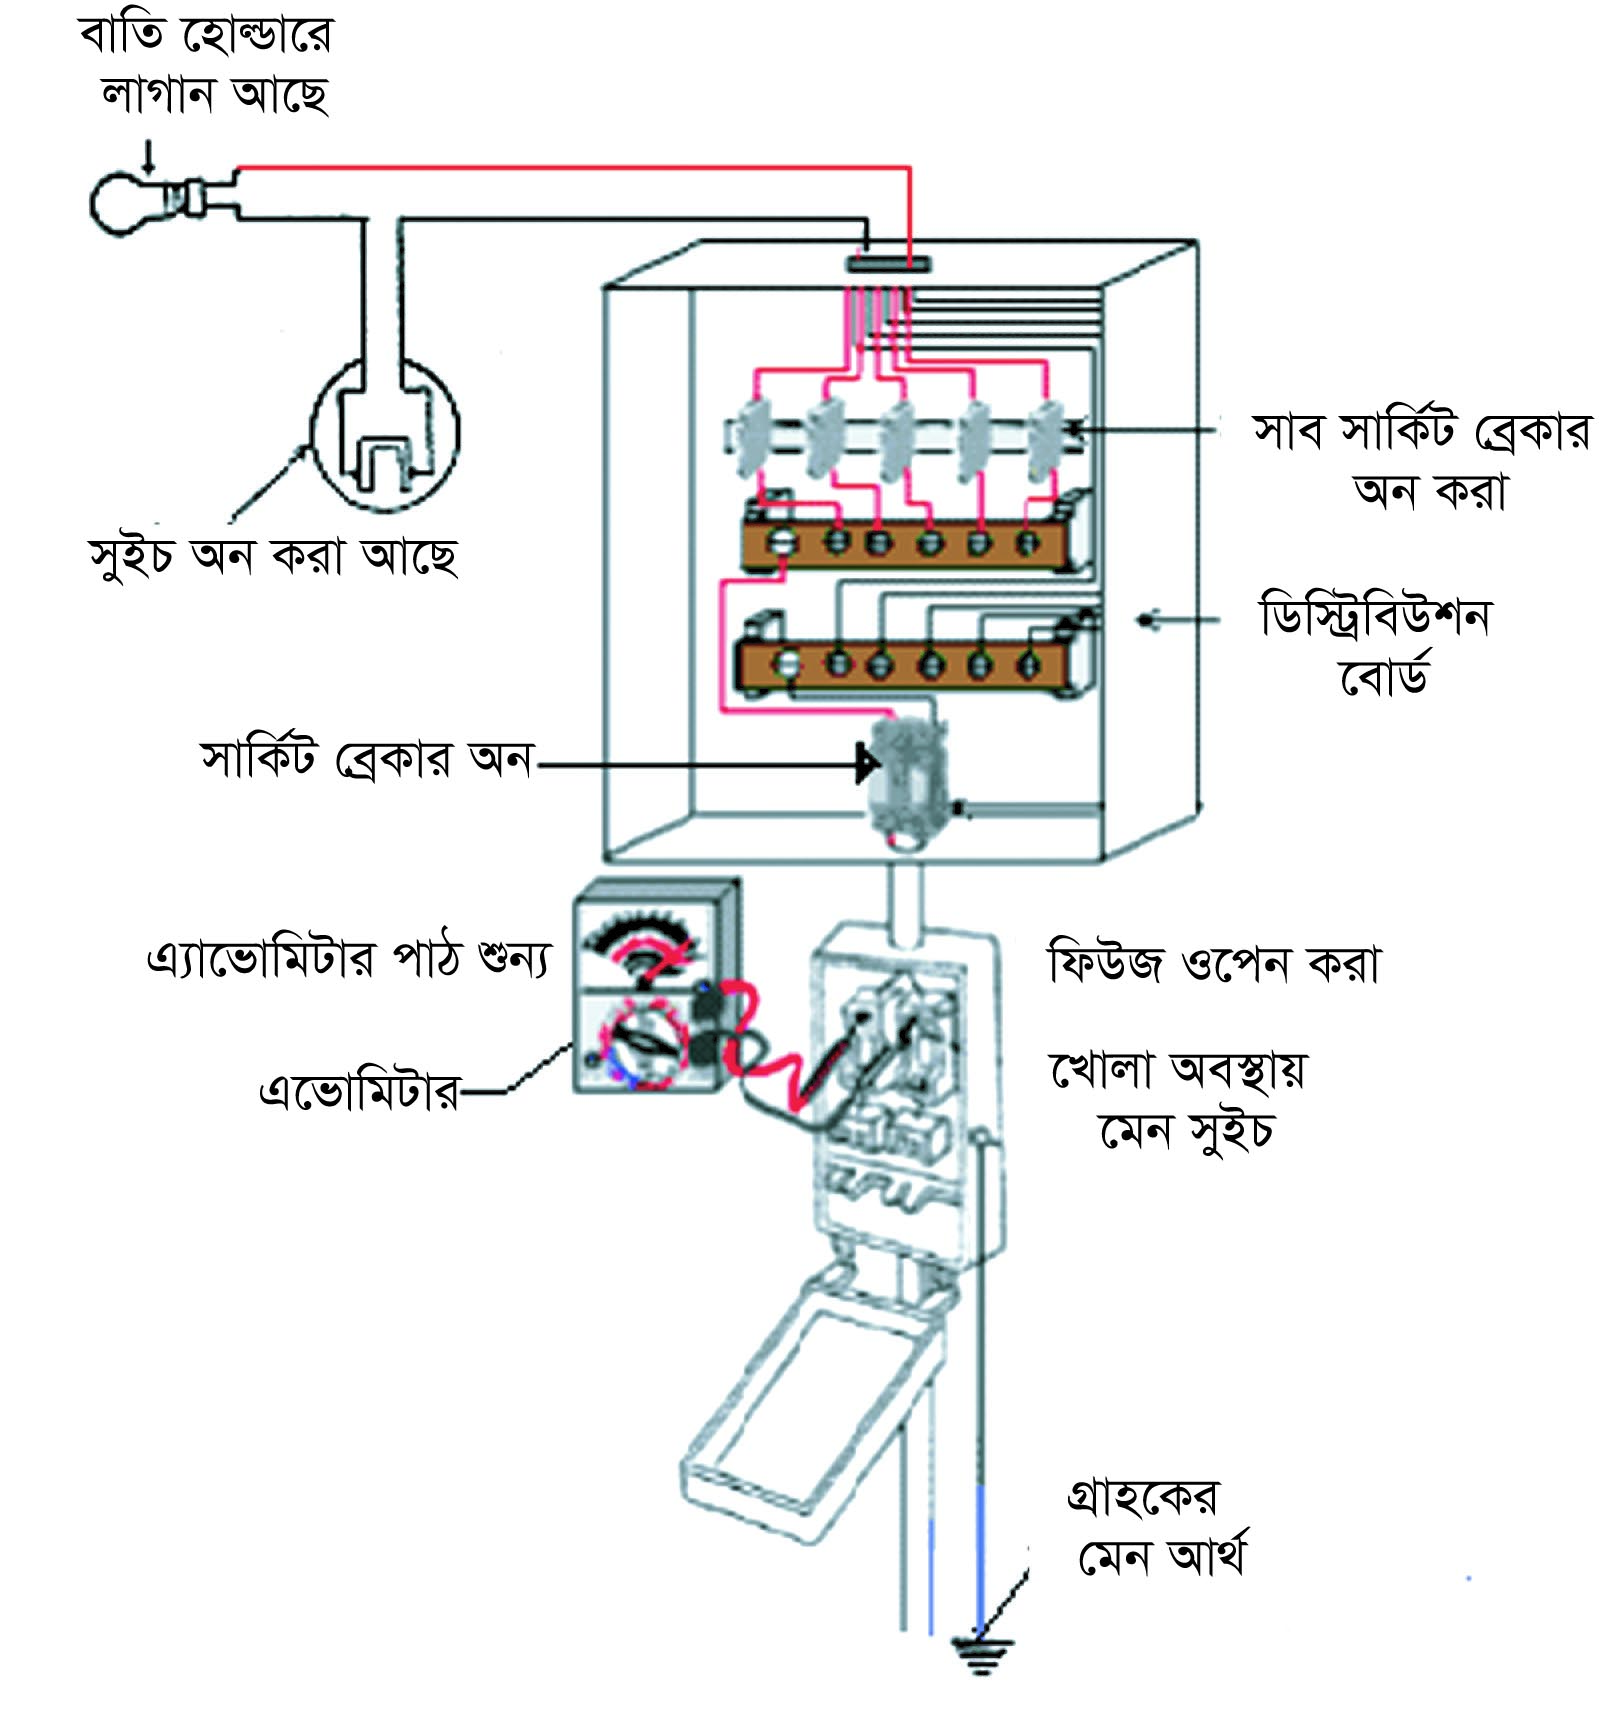 বাতি হোল্ডারে
লাগান আছে
সুইচ অন করা আছে
সাব সার্কিট ব্রেকার
অন করা
ডিস্ট্রিবিউশন
বোর্ড
সার্কিট ব্রেকার অন
এ্যাভোমিটার পাঠ শুন্য
এভোমিটার
ফিউজ ওপেন করা
খোলা অবস্থায়
মেন সুইচ
গ্রাহকের
মেন আর্থ